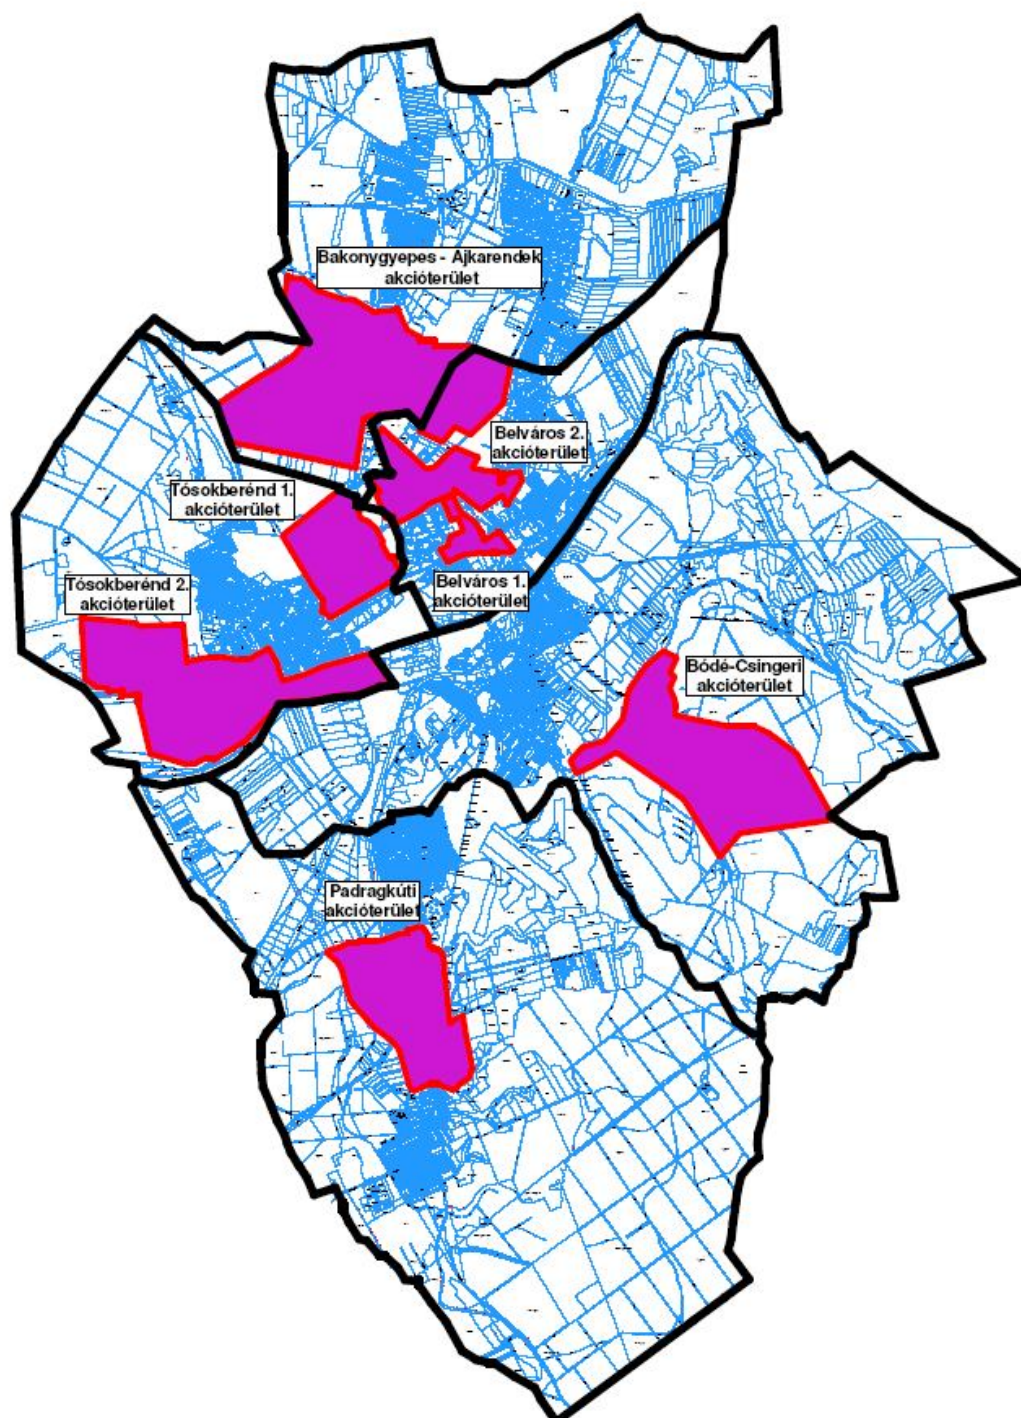 Bakonygyepes - Ajkarendek
akcióterület
Belváros 2.
akcióterület
Tósokberénd 1.
akcióterület
Tósokberénd 2.
akcióterület
Belváros 1.
akcióterület
Bódé-Csingeri
akcióterület
Padragkúti
akcióterület